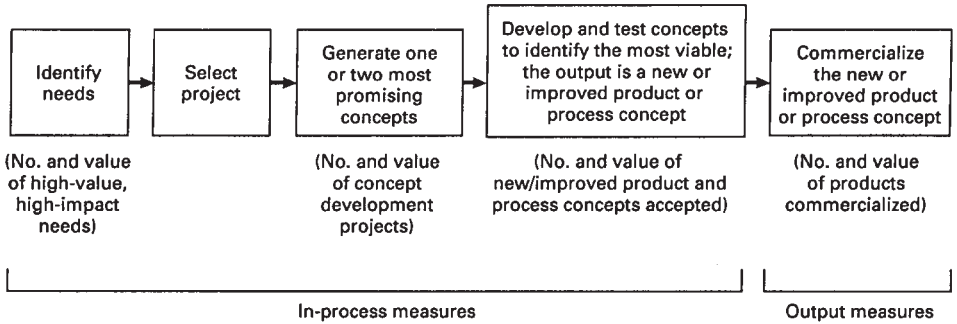 Identify
needs
Select
project
Generate one
or two most
promising
concepts
Develop and test concepts
to identify the most viable;
the output is a new or
improved product or
process concept
Commercialize
the new or
improved product
or process concept
(No. and value
of high-value,
high-impact
needs)
(No. and value
of concept
development
projects)
(No. and value of
new/improved product and
process concepts accepted)
(No. and value
of products
commercialized)
In-process measures
Output measures